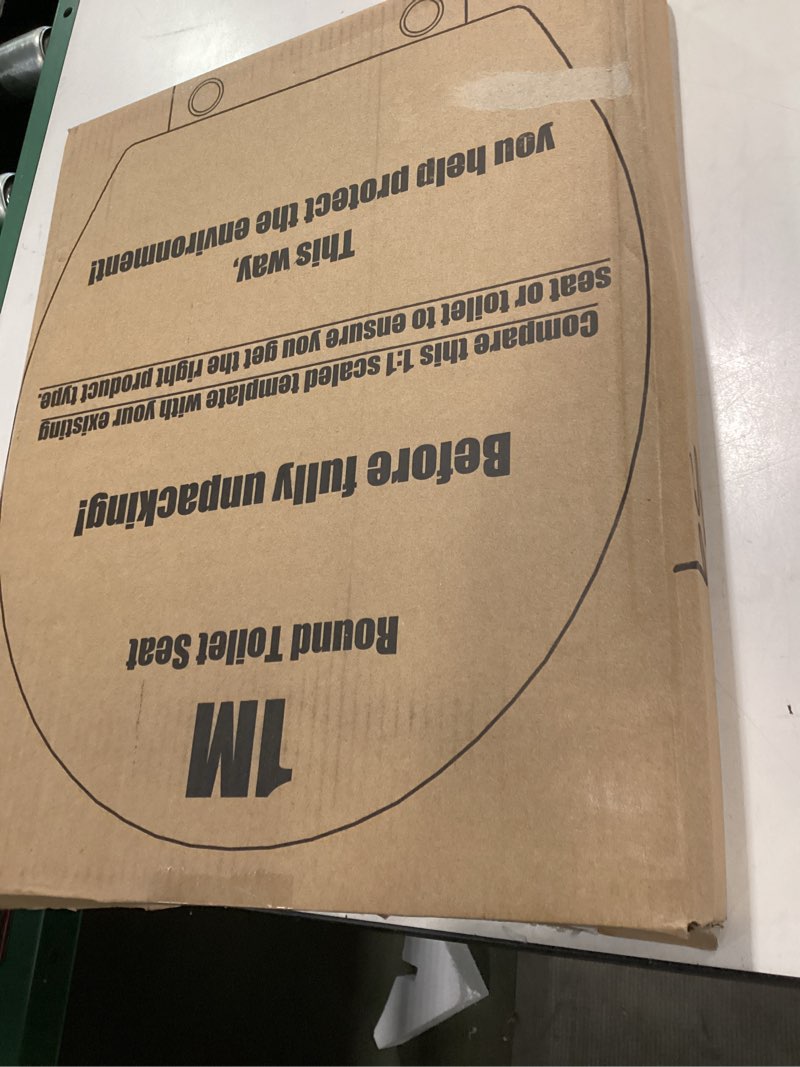 1M
Round Toilet Seat
Before fully unpacking!
Compare this 1:1 scaled template with your existing
seat or toilet to ensure you get the right product type.
This way,
you help protect the environment!